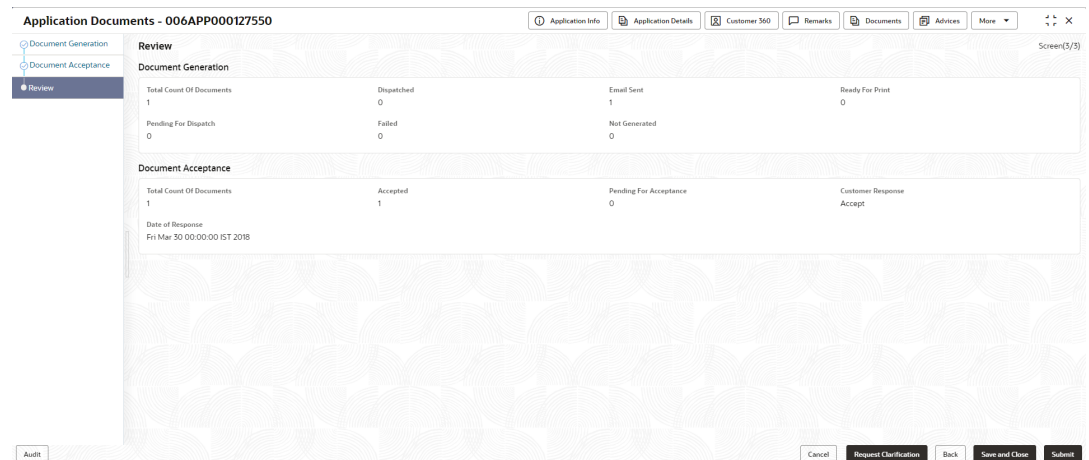 Application Documents - 006APP000127550
Application Info
Application Details
Customer 360
Remarks
Documents
Advices
More
Document Generation
Document Acceptance
Review
Review
Screen(3/3)
Document Generation
Total Count Of Documents Dispatched Email Sent Ready For Print
1 0 1 0
Pending For Dispatch Failed Not Generated
0 0 0
Document Acceptance
Total Count Of Documents Accepted Pending For Acceptance Customer Response
1 1 0 Accept
Date of Response
Fri Mar 30 00:00:00 IST 2018
Audit
Cancel
Request Clarification
Back
Save and Close
Submit